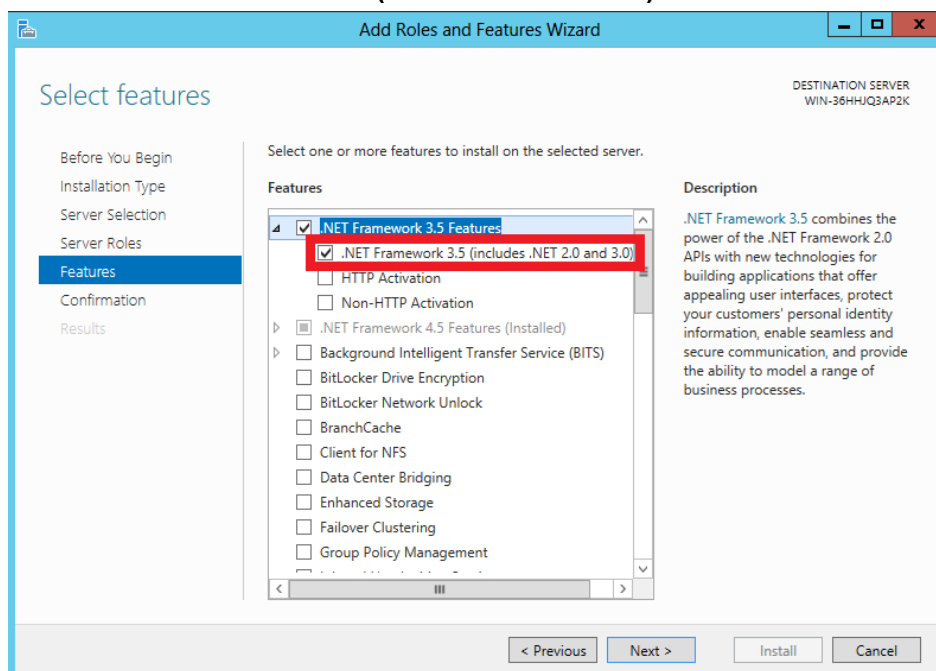 Add Roles and Features Wizard
Select features
DESTINATION SERVER
WIN-36HHJQ3AP2K
Before You Begin
Installation Type
Server Selection
Server Roles
Features
Confirmation
Results
Select one or more features to install on the selected server.
Features
.NET Framework 3.5 Features
.NET Framework 3.5 (includes .NET 2.0 and 3.0)
HTTP Activation
Non-HTTP Activation
.NET Framework 4.5 Features (Installed)
Background Intelligent Transfer Service (BITS)
BitLocker Drive Encryption
BitLocker Network Unlock
BranchCache
Client for NFS
Data Center Bridging
Enhanced Storage
Failover Clustering
Group Policy Management
Description
.NET Framework 3.5 combines the
power of the .NET Framework 2.0
APIs with new technologies for
building applications that offer
appealing user interfaces, protect
your customers' personal identity
information, enable seamless and
secure communication, and provide
the ability to model a range of
business processes.
< Previous
Next >
Install
Cancel